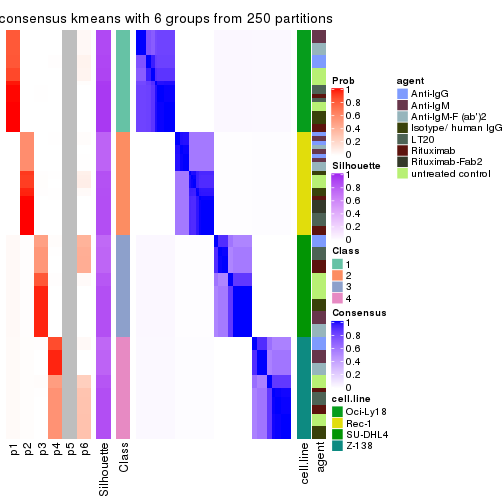 consensus kmeans with 6 groups from 250 partitions
Prob
1
0.8
0.6
0.4
0.2
0
Silhouette
1
0.8
0.6
0.4
0.2
0
Class
1
2
3
4
Consensus
1
0.8
0.6
0.4
0.2
0
cell.line
Oci-Ly18
Rec-1
SU-DHL4
Z-138
agent
Anti-IgG
Anti-IgM
Anti-IgM-F (ab')2
Isotype/ human IgG
LT20
Rituximab
Rituximab-Fab2
untreated control
p1
p2
p3
p4
p5
p6
Silhouette
Class
cell.line
agent